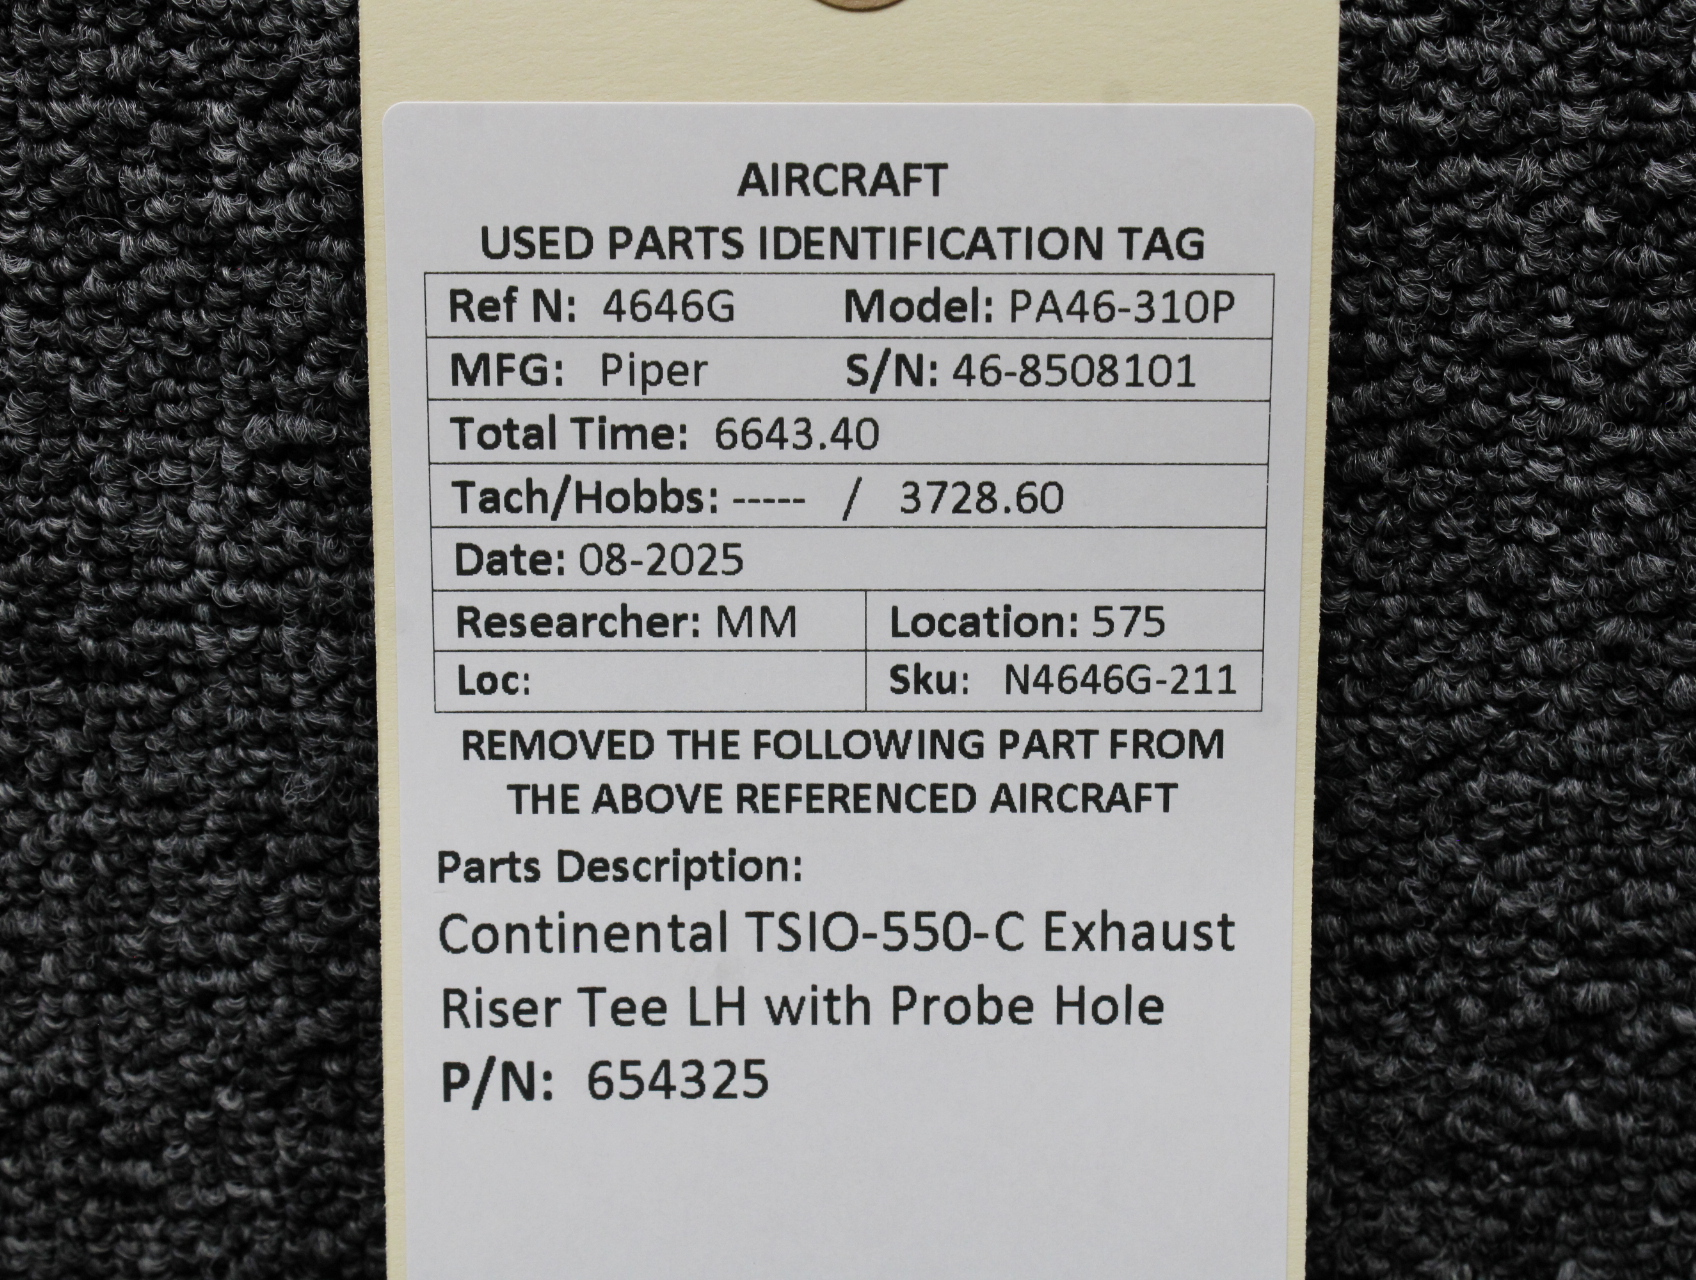 AIRCRAFT
USED PARTS IDENTIFICATION TAG
Ref N: 4646G Model: PA46-310P
MFG: Piper S/N: 46-8508101
Total Time: 6643.40
Tach/Hobbs: ----- / 3728.60
Date: 08-2025
Researcher: MM Location: 575
Loc: Sku: N4646G-211
REMOVED THE FOLLOWING PART FROM
THE ABOVE REFERENCED AIRCRAFT
Parts Description:
Continental TSIO-550-C Exhaust
Riser Tee LH with Probe Hole
P/N: 654325